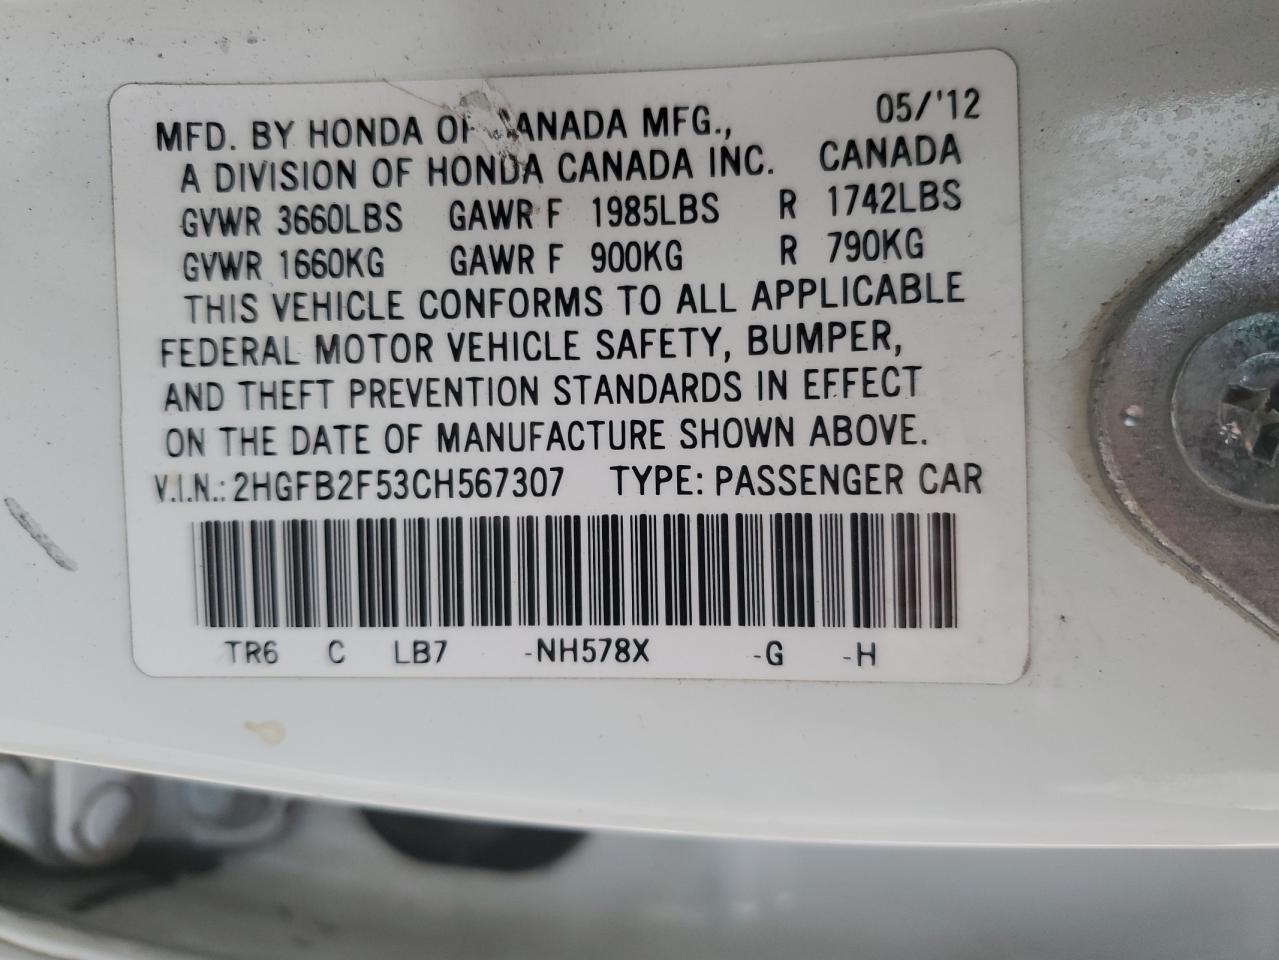 05/'12
MFD. BY HONDA OF CANADA MFG.,
A DIVISION OF HONDA CANADA INC. CANADA
GVWR 3660LBS GAWR F 1985LBS R 1742LBS
GVWR 1660KG GAWR F 900KG R 790KG
THIS VEHICLE CONFORMS TO ALL APPLICABLE
FEDERAL MOTOR VEHICLE SAFETY, BUMPER,
AND THEFT PREVENTION STANDARDS IN EFFECT
ON THE DATE OF MANUFACTURE SHOWN ABOVE.
V.I.N.: 2HGFB2F53CH567307 TYPE: PASSENGER CAR
TR6 C LB7 -NH578X -G -H